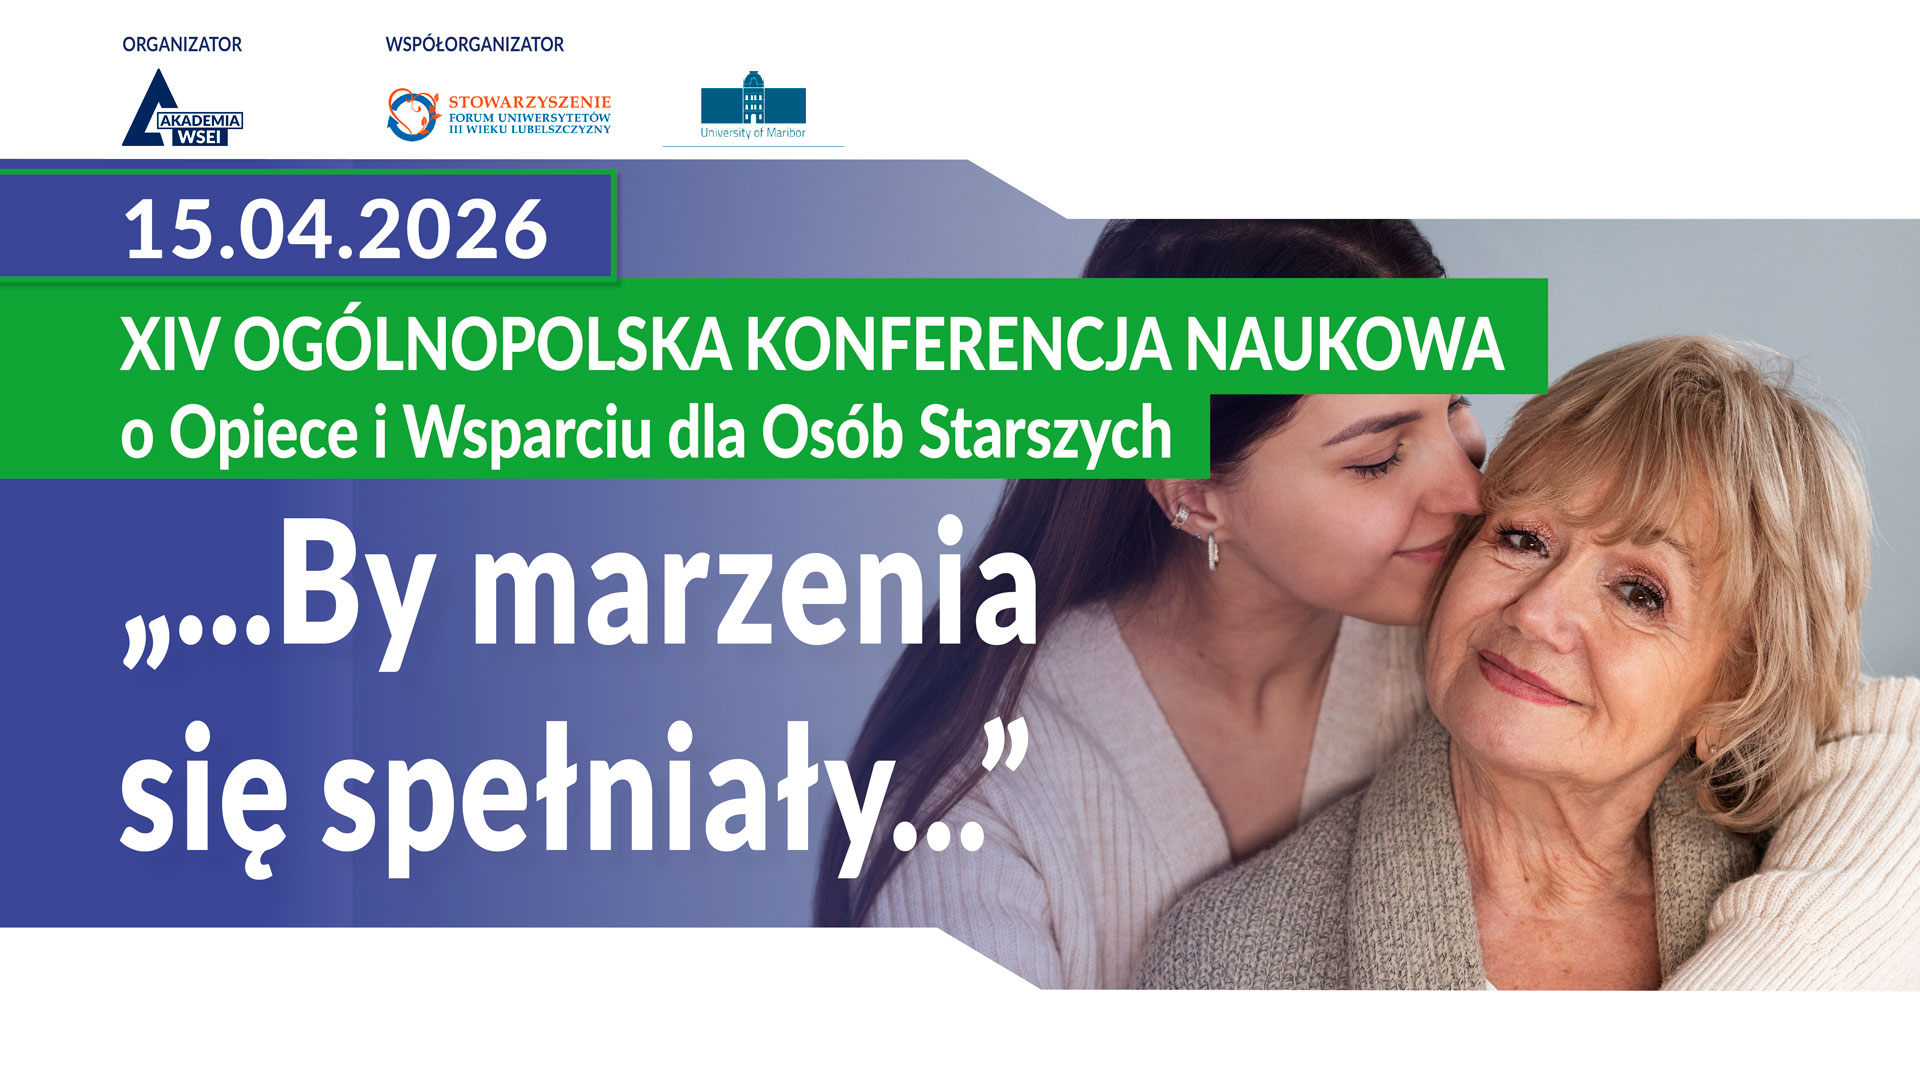 ORGANIZATOR
WSPÓŁORGANIZATOR
AKADEMIA
WSEI
STOWARZYSZENIE
FORUM UNIWERSYTETÓW
III WIEKU LUBELSZCZYZNY
University of Maribor
15.04.2026
XIV OGÓLNOPOLSKA KONFERENCJA NAUKOWA
o Opiece i Wsparciu dla Osób Starszych
„...By marzenia
się spełniały...”